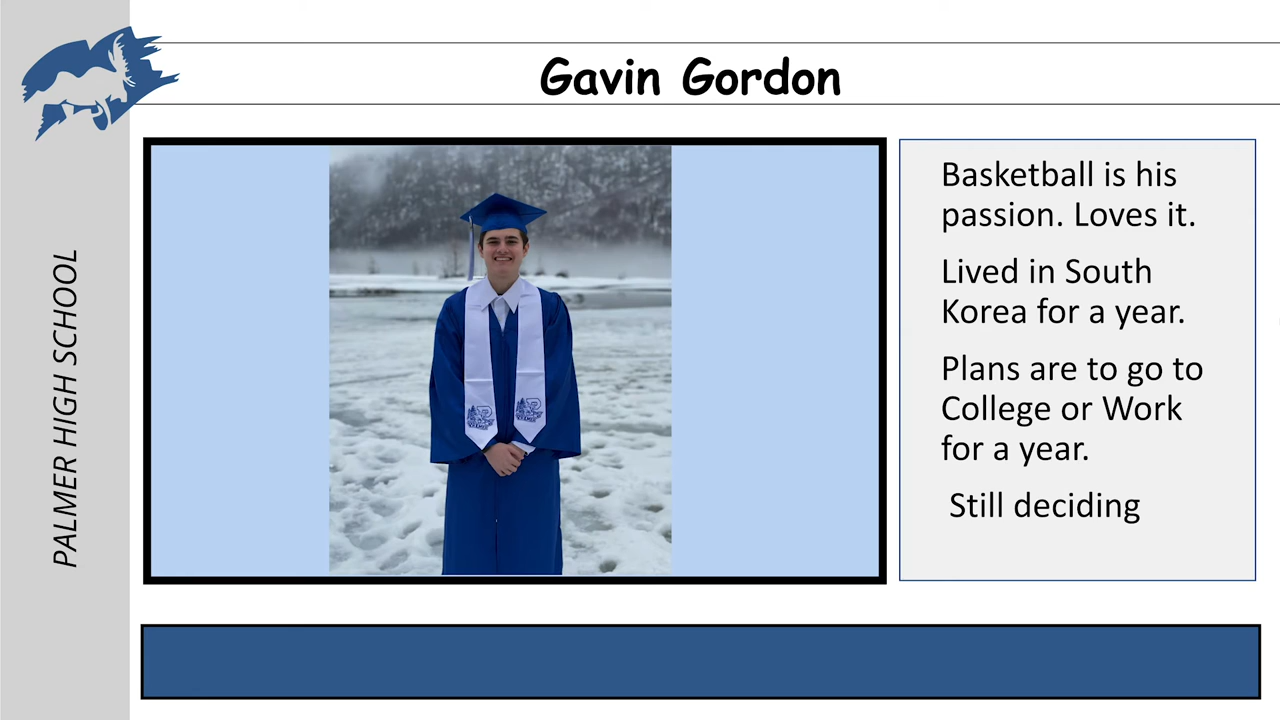 Gavin Gordon
PALMER HIGH SCHOOL
Basketball is his
passion. Loves it.
Lived in South
Korea for a year.
Plans are to go to
College or Work
for a year.
Still deciding